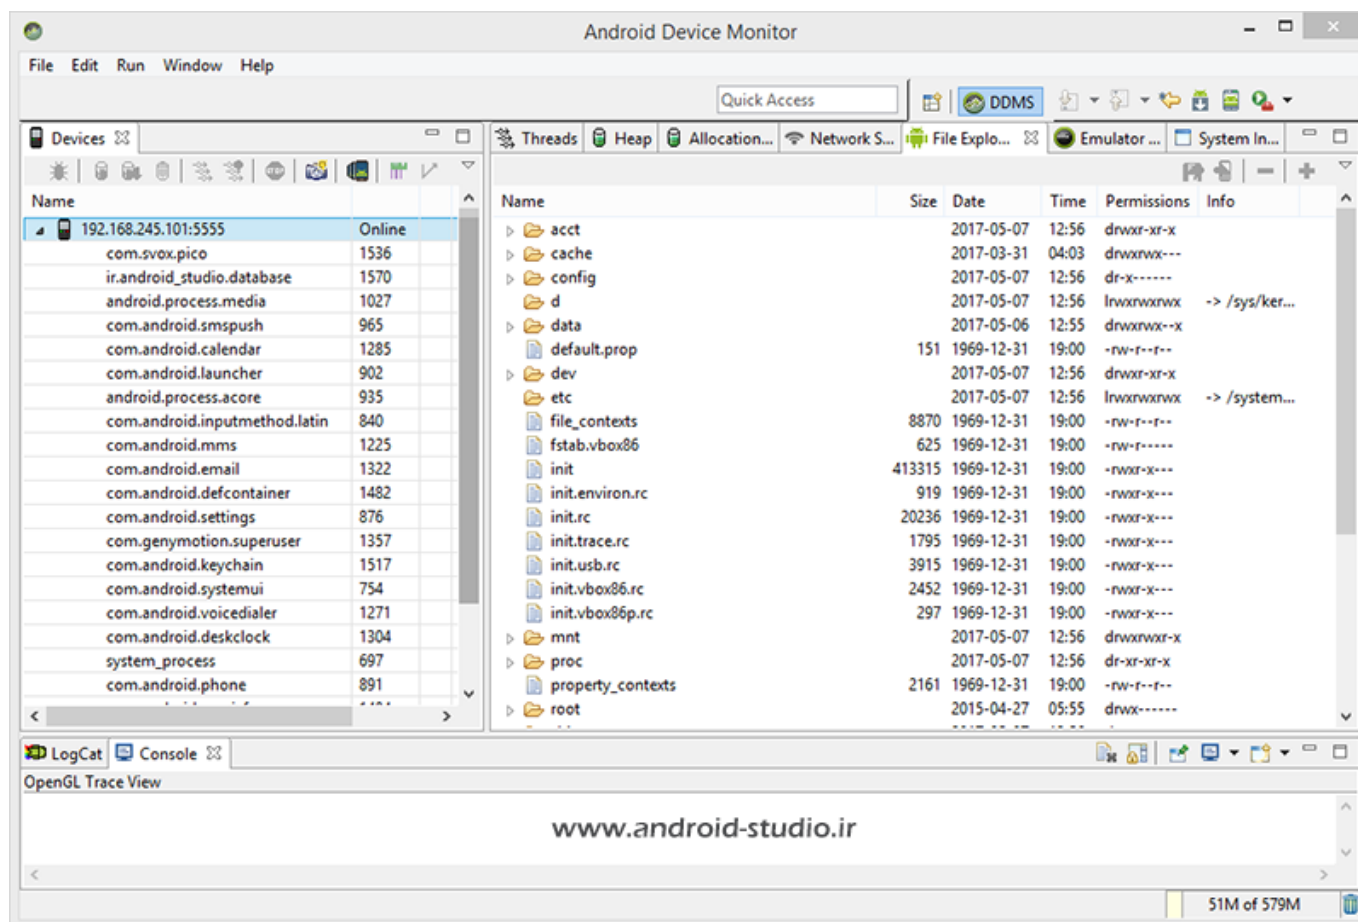 Android Device Monitor
File Edit Run Window Help
Quick Access DDMS
Devices
Threads Heap Allocation... Network S... File Explo... Emulator ... System In...
Name
Name Size Date Time Permissions Info
192.168.245.101:5555 Online
com.svox.pico 1536
ir.android_studio.database 1570
android.process.media 1027
com.android.smspush 965
com.android.calendar 1285
com.android.launcher 902
android.process.acore 935
com.android.inputmethod.latin 840
com.android.mms 1225
com.android.email 1322
com.android.defcontainer 1482
com.android.settings 876
com.genymotion.superuser 1357
com.android.keychain 1517
com.android.systemui 754
com.android.voicedialer 1271
com.android.deskclock 1304
system_process 697
com.android.phone 891
acct 2017-05-07 12:56 drwxr-xr-x
cache 2017-03-31 04:03 drwxrwx---
config 2017-05-07 12:56 dr-x------
d 2017-05-07 12:56 lrwxrwxrwx -> /sys/ker...
data 2017-05-06 12:55 drwxrwx--x
default.prop 151 1969-12-31 19:00 -rw-r--r--
dev 2017-05-07 12:56 drwxr-xr-x
etc 2017-05-07 12:56 lrwxrwxrwx -> /system...
file_contexts 8870 1969-12-31 19:00 -rw-r--r--
fstab.vbox86 625 1969-12-31 19:00 -rw-r-----
init 413315 1969-12-31 19:00 -rwxr-x---
init.environ.rc 919 1969-12-31 19:00 -rwxr-x---
init.rc 20236 1969-12-31 19:00 -rwxr-x---
init.trace.rc 1795 1969-12-31 19:00 -rwxr-x---
init.usb.rc 3915 1969-12-31 19:00 -rwxr-x---
init.vbox86.rc 2452 1969-12-31 19:00 -rwxr-x---
init.vbox86p.rc 297 1969-12-31 19:00 -rwxr-x---
mnt 2017-05-07 12:56 drwxrwxr-x
proc 2017-05-07 12:56 dr-xr-xr-x
property_contexts 2161 1969-12-31 19:00 -rw-r--r--
root 2015-04-27 05:55 drwx------
LogCat Console
OpenGL Trace View
www.android-studio.ir
51M of 579M